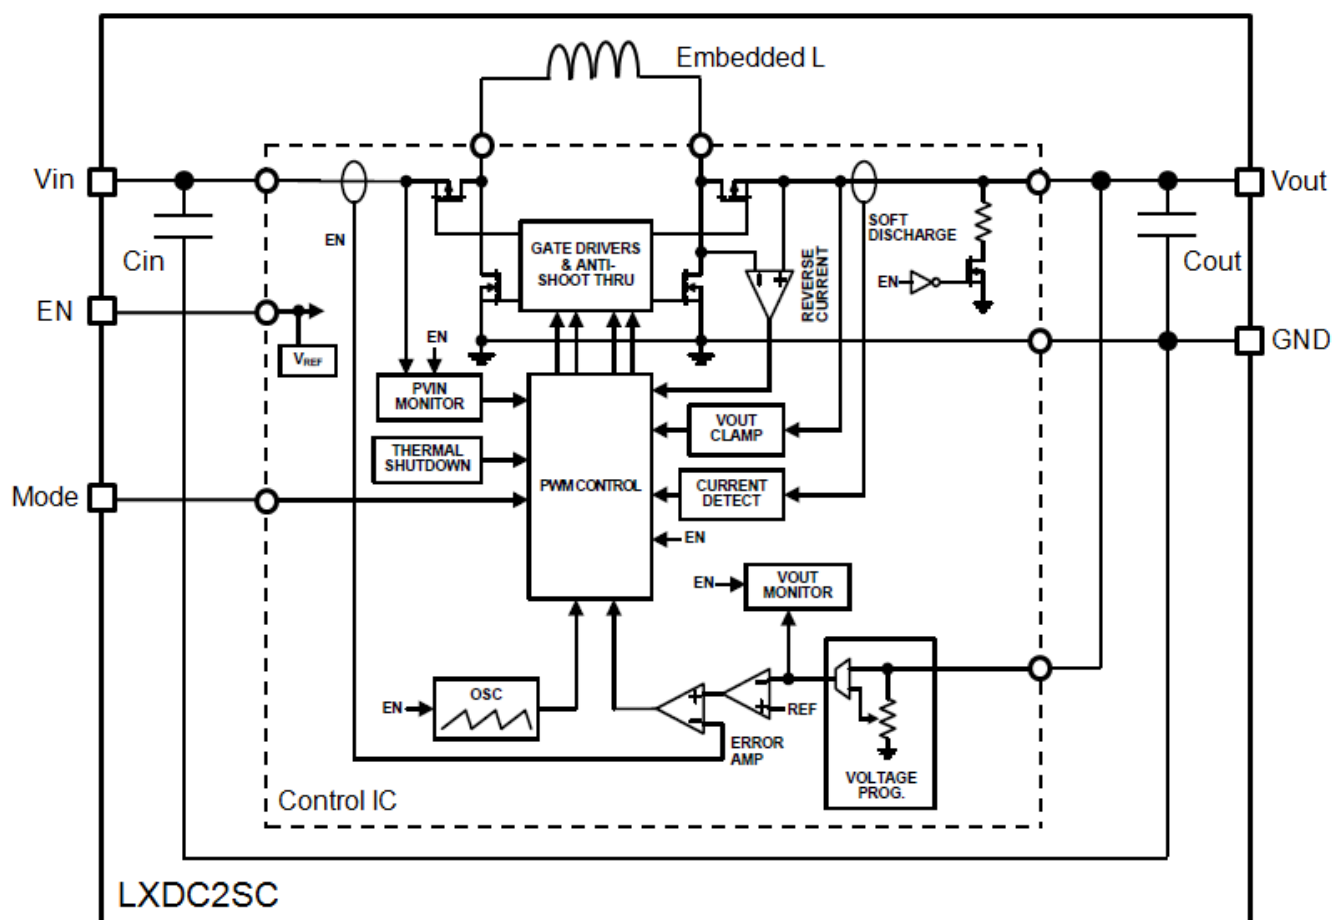 Embedded L
Vin
Vout
EN
SOFT
DISCHARGE
GATE DRIVERS
& ANTI-
SHOOT THRU
Cin
REVERSE
CURRENT
EN
Cout
EN
EN
GND
VREF
PVIN
MONITOR
VOUT
CLAMP
THERMAL
SHUTDOWN
PWM CONTROL
CURRENT
DETECT
Mode
EN
EN
VOUT
MONITOR
OSC
EN
REF
ERROR
AMP
VOLTAGE
PROG.
Control IC
LXDC2SC